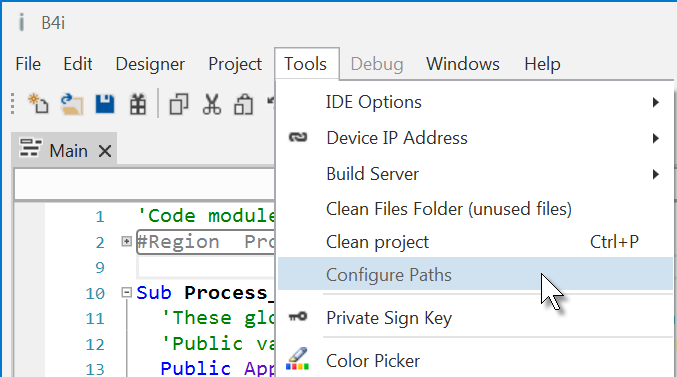 B4i
File Edit Designer Project Tools Debug Windows Help
IDE Options
Device IP Address
Main
Build Server
Clean Files Folder (unused files)
1 'Code module
Clean project Ctrl+P
2 #Region Pro
9
Configure Paths
10 Sub Process_
11 'These glo
Private Sign Key
12 'Public va
Color Picker
13 Public App